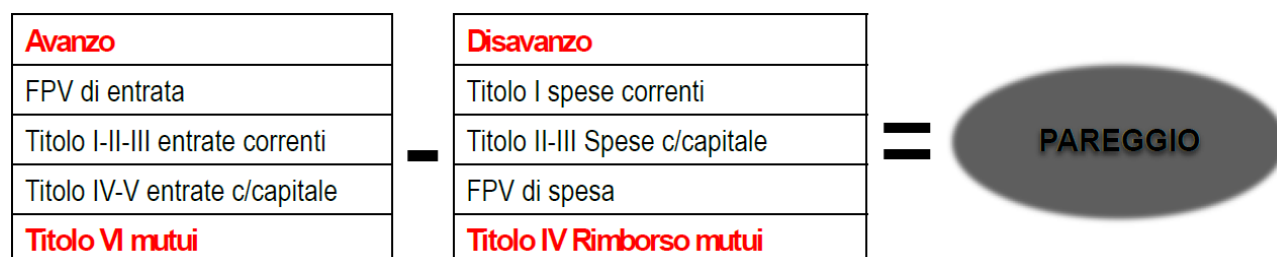 Avanzo
FPV di entrata
Titolo I-II-III entrate correnti
Titolo IV-V entrate c/capitale
Titolo VI mutui
-
Disavanzo
Titolo I spese correnti
Titolo II-III Spese c/capitale
FPV di spesa
Titolo IV Rimborso mutui
=
PAREGGIO